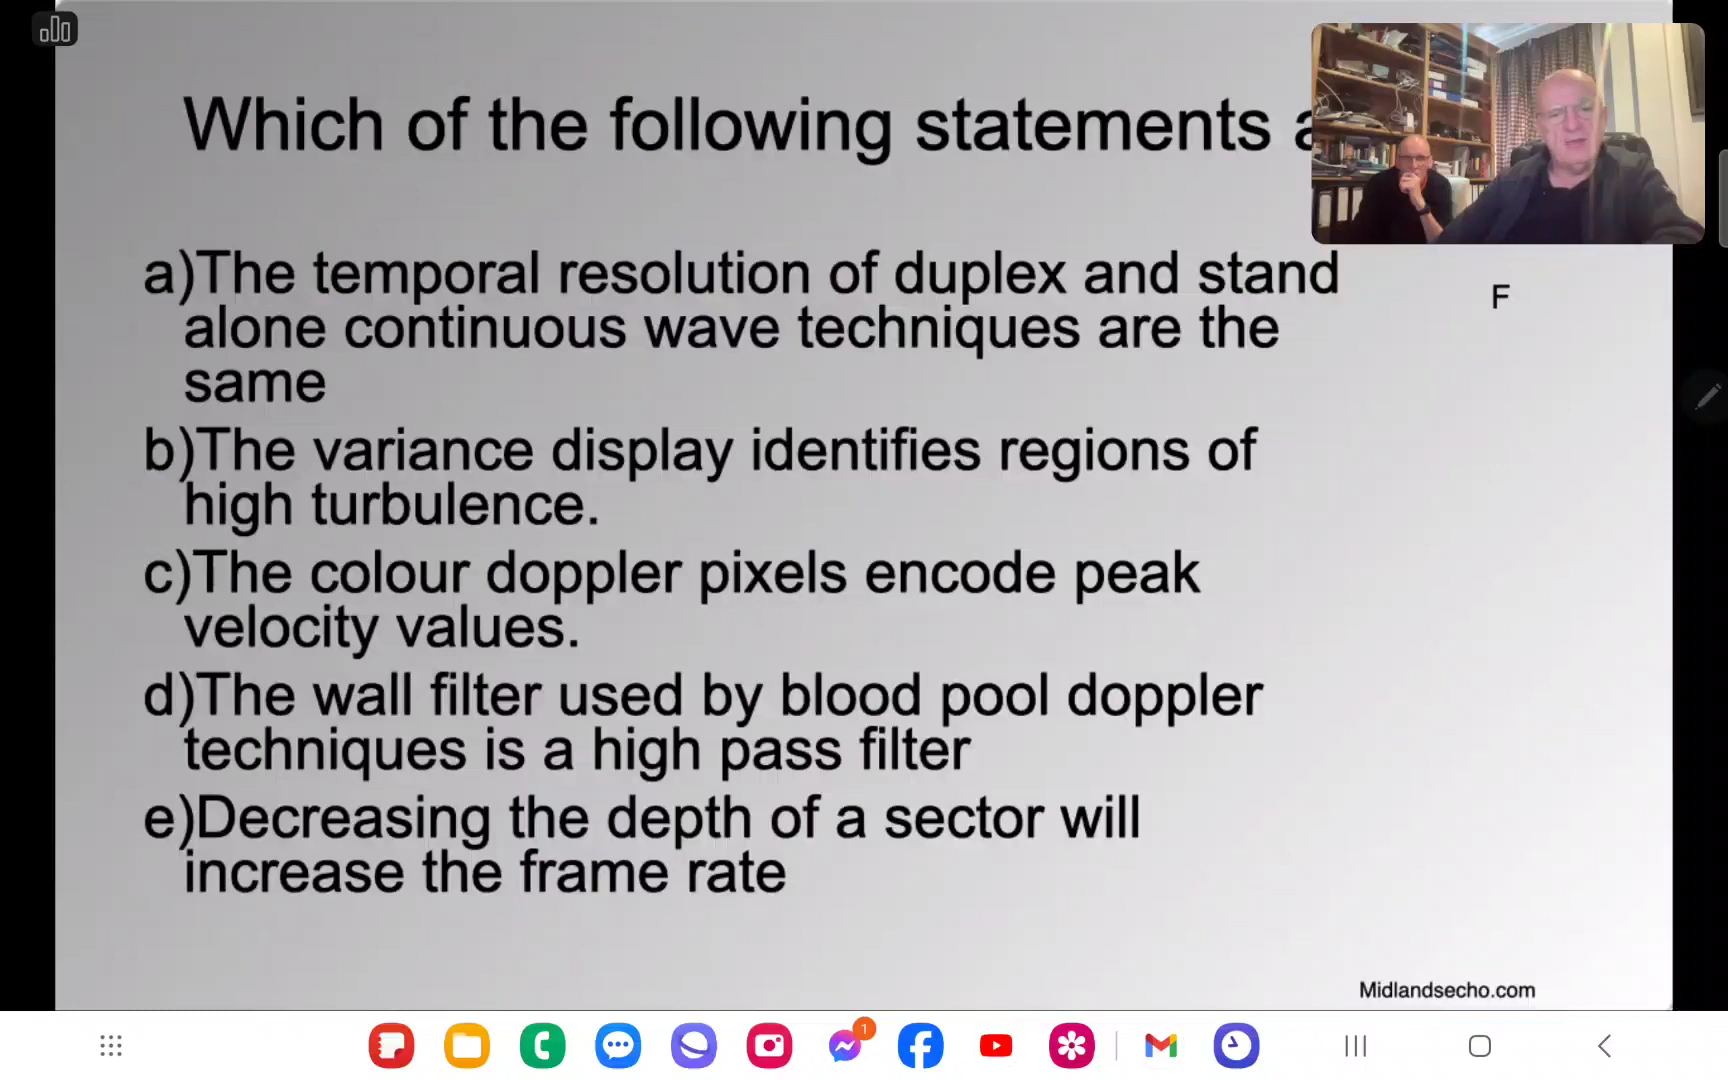 Which of the following statements a
a)The temporal resolution of duplex and stand
F
alone continuous wave techniques are the
same
b)The variance display identifies regions of
high turbulence.
c)The colour doppler pixels encode peak
velocity values.
d)The wall filter used by blood pool doppler
techniques is a high pass filter
e)Decreasing the depth of a sector will
increase the frame rate
Midlandsecho.com
1